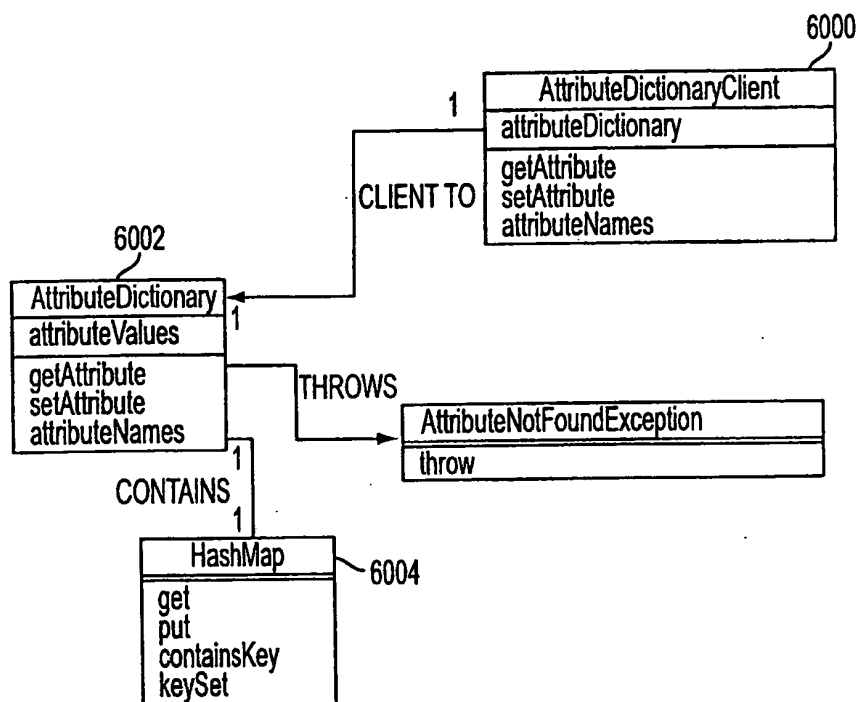 6000
AttributeDictionaryClient
attributeDictionary
getAttribute
setAttribute
attributeNames
1
CLIENT TO
6002
AttributeDictionary
attributeValues
getAttribute
setAttribute
attributeNames
1
THROWS
AttributeNotFoundException
throw
1
CONTAINS
1
HashMap
6004
get
put
containsKey
keySet